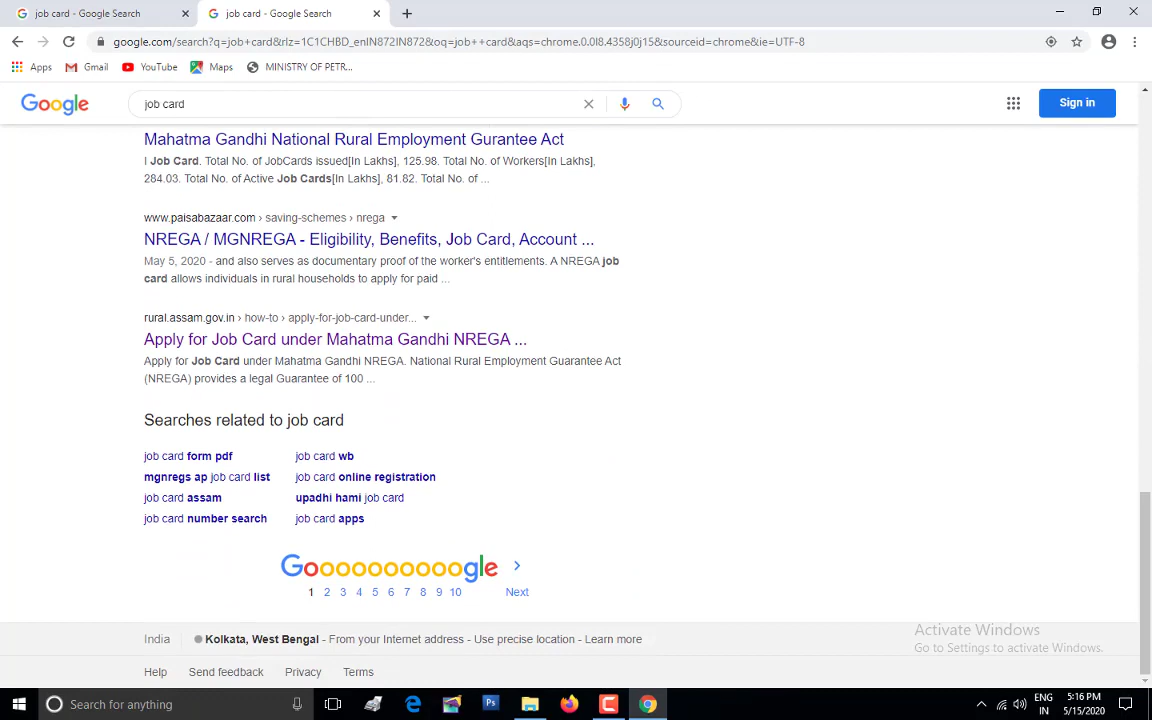 job card - Google Search
job card - Google Search
google.com/search?q=job+card&rlz=1C1CHBD_enIN872IN872&oq=job++card&aqs=chrome.0.0l8.4358j0j15&sourceid=chrome&ie=UTF-8
Apps Gmail YouTube Maps MINISTRY OF PETR...
Google job card Sign in
Mahatma Gandhi National Rural Employment Gurantee Act
I Job Card. Total No. of JobCards issued[In Lakhs], 125.98. Total No. of Workers[In Lakhs],
284.03. Total No. of Active Job Cards[In Lakhs], 81.82. Total No. of ...
www.paisabazaar.com › saving-schemes › nrega
NREGA / MGNREGA - Eligibility, Benefits, Job Card, Account ...
May 5, 2020 - and also serves as documentary proof of the worker's entitlements. A NREGA job
card allows individuals in rural households to apply for paid ...
rural.assam.gov.in › how-to › apply-for-job-card-under...
Apply for Job Card under Mahatma Gandhi NREGA ...
Apply for Job Card under Mahatma Gandhi NREGA. National Rural Employment Guarantee Act
(NREGA) provides a legal Guarantee of 100 ...
Searches related to job card
job card form pdf job card wb
mgnregs ap job card list job card online registration
job card assam upadhi hami job card
job card number search job card apps
Goooooooooogle
1 2 3 4 5 6 7 8 9 10 Next
Activate Windows
India Kolkata, West Bengal - From your Internet address - Use precise location - Learn more
Go to Settings to activate Windows.
Help Send feedback Privacy Terms
Search for anything Ps ENG 5:16 PM
IN 5/15/2020